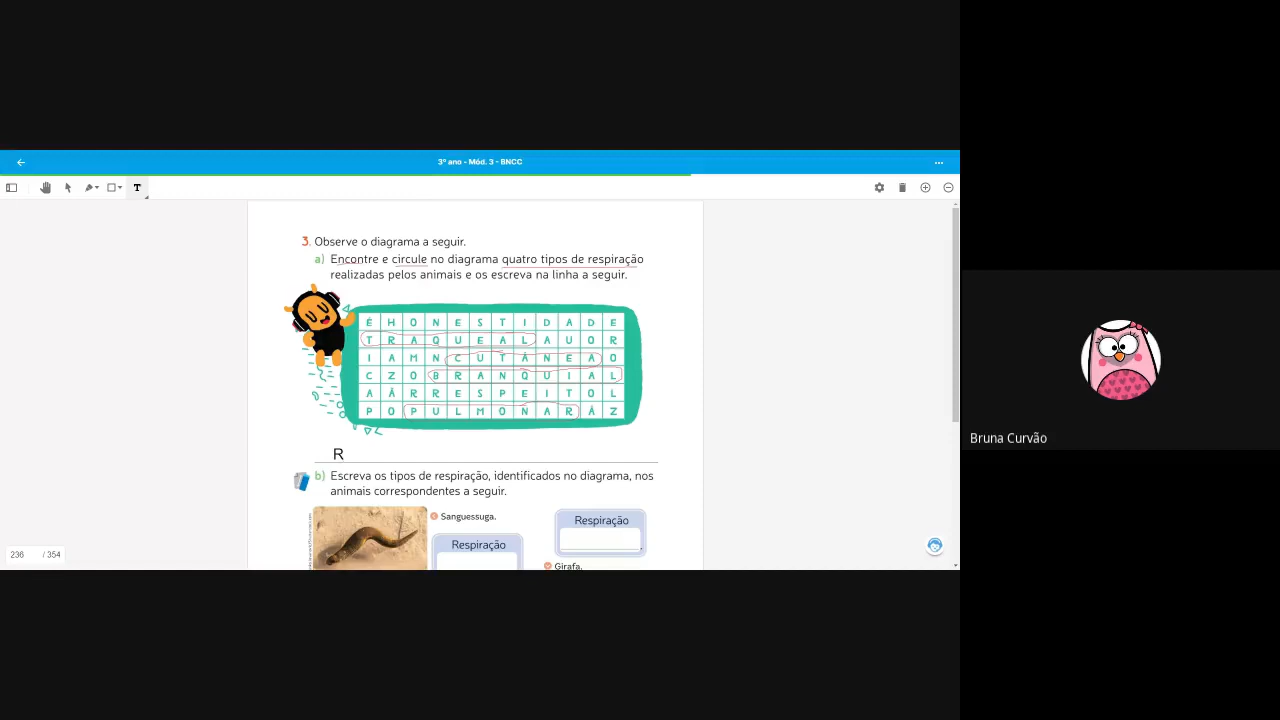 3º ano - Mód. 3 - BNCC
T
3. Observe o diagrama a seguir.
a) Encontre e circule no diagrama quatro tipos de respiração
realizadas pelos animais e os escreva na linha a seguir.
É H O N E S T I D A D E
T R A Q U E A L A U O R
I A M N C U T Â N E A O
C Z O B R A N Q U I A L
A Ã R R E S P E I T O L
P O P U L M O N A R Á Z
R
b) Escreva os tipos de respiração, identificados no diagrama, nos
animais correspondentes a seguir.
Sanguessuga.
Respiração
Respiração
Girafa.
236 / 354
Bruna Curvão